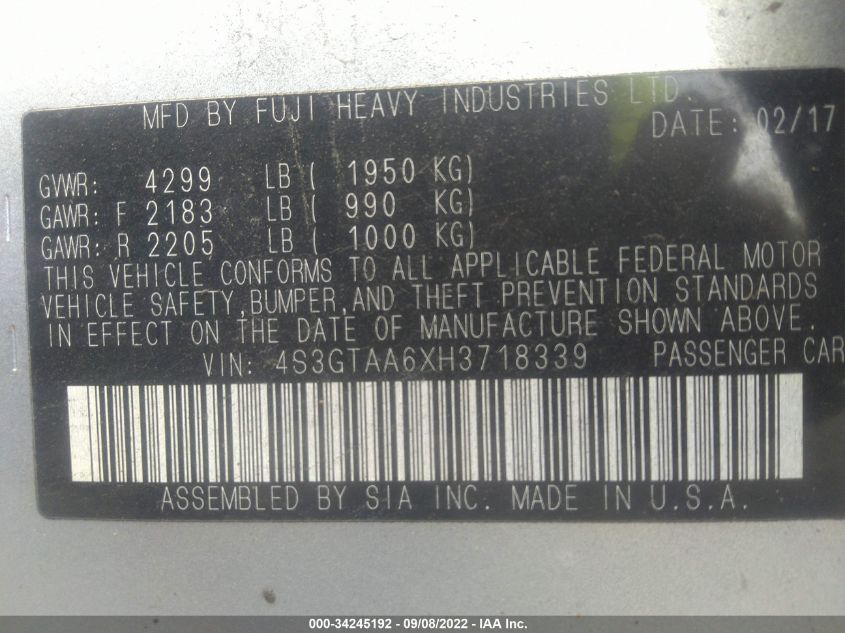 MFD BY FUJI HEAVY INDUSTRIES LTD.
DATE: 02/17
GVWR: 4299 LB ( 1950 KG)
GAWR: F 2183 LB ( 990 KG)
GAWR: R 2205 LB ( 1000 KG)
THIS VEHICLE CONFORMS TO ALL APPLICABLE FEDERAL MOTOR
VEHICLE SAFETY, BUMPER, AND THEFT PREVENTION STANDARDS
IN EFFECT ON THE DATE OF MANUFACTURE SHOWN ABOVE.
VIN: 4S3GTAA6XH3718339 PASSENGER CAR
ASSEMBLED BY SIA INC. MADE IN U.S.A.
000-34245192 - 09/08/2022 - IAA Inc.